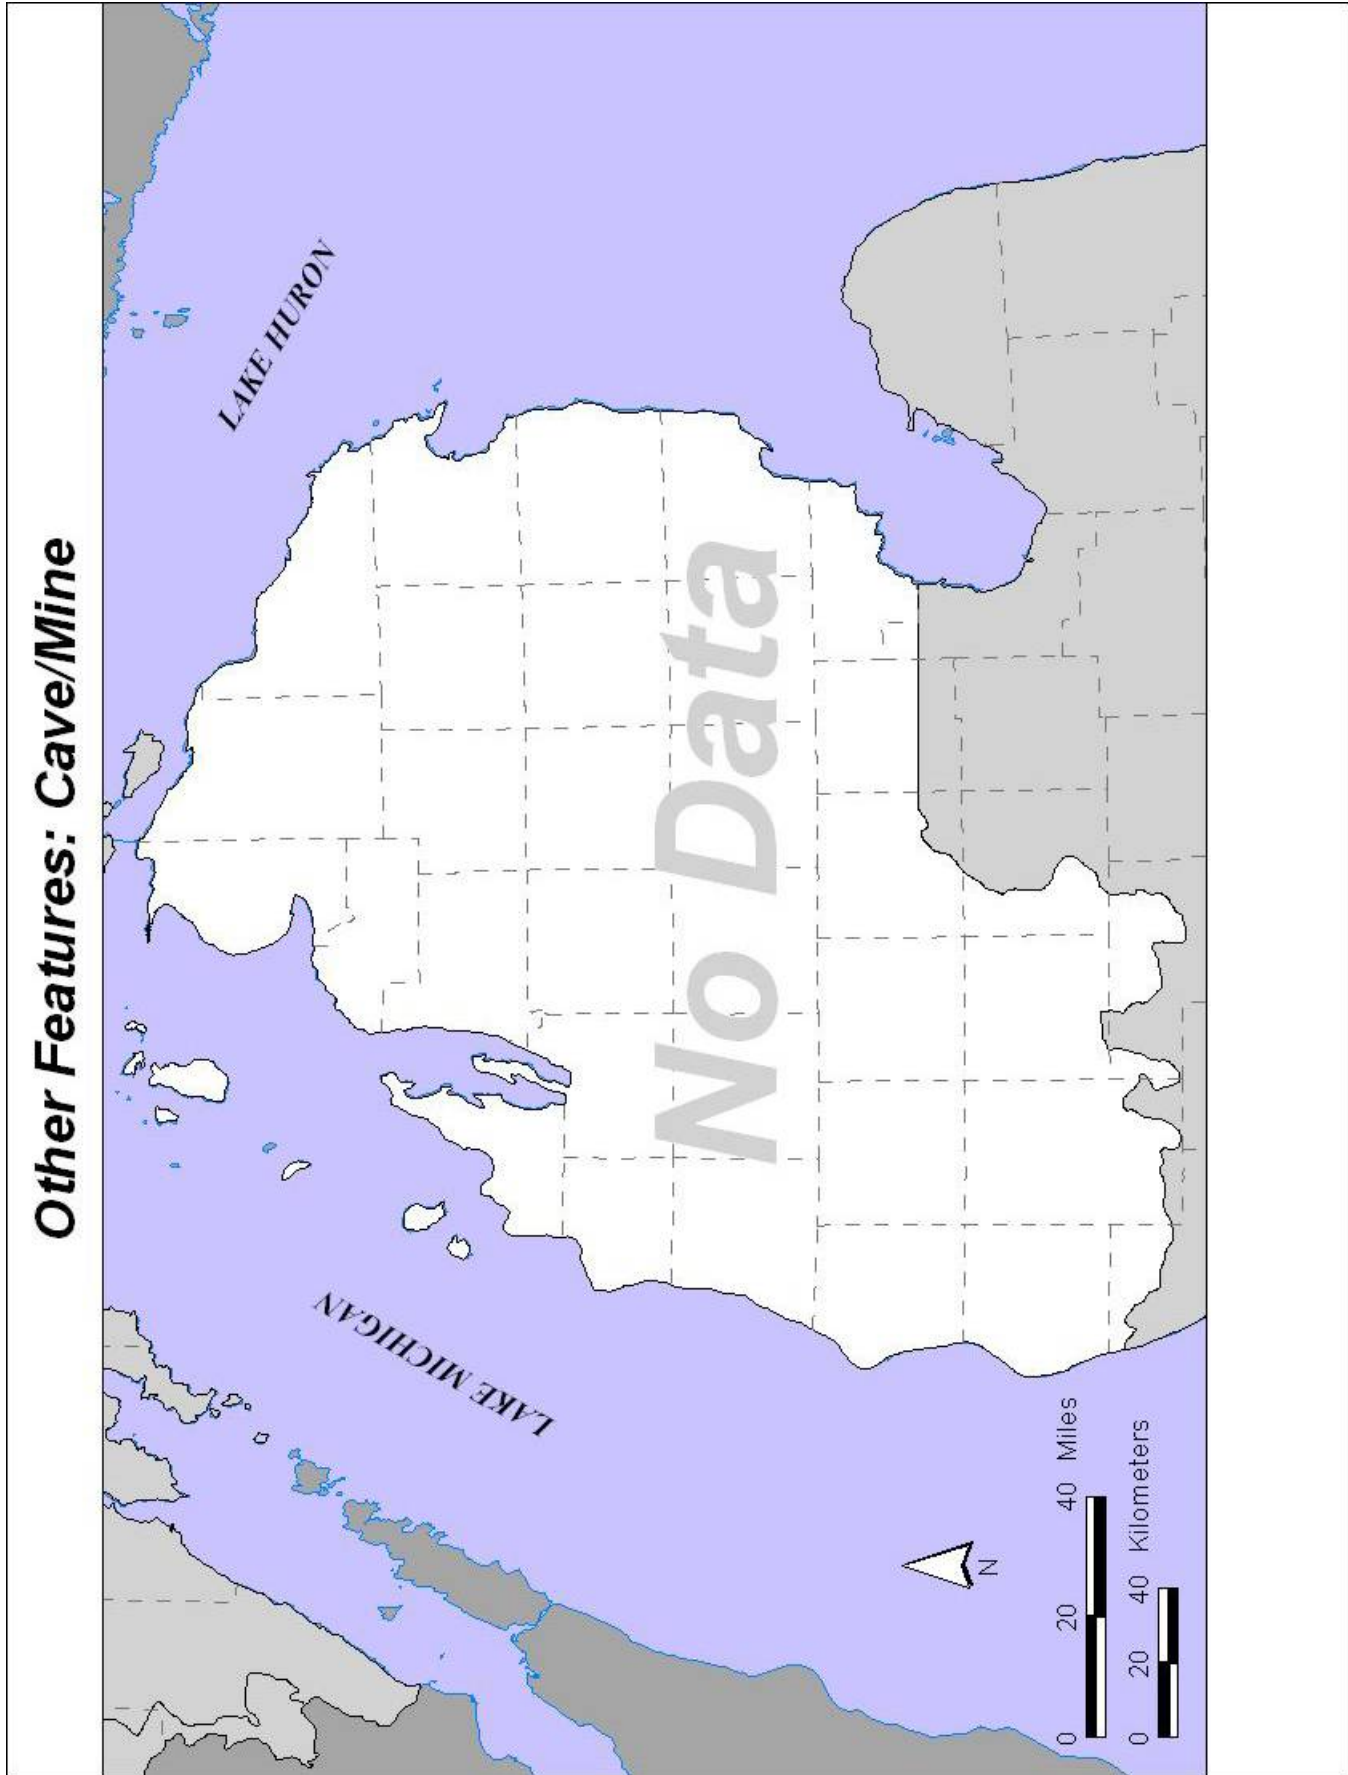 Other Features: Cave/Mine
LAKE HURON
LAKE MICHIGAN
No Data
N
0 20 40 Miles
0 20 40 Kilometers